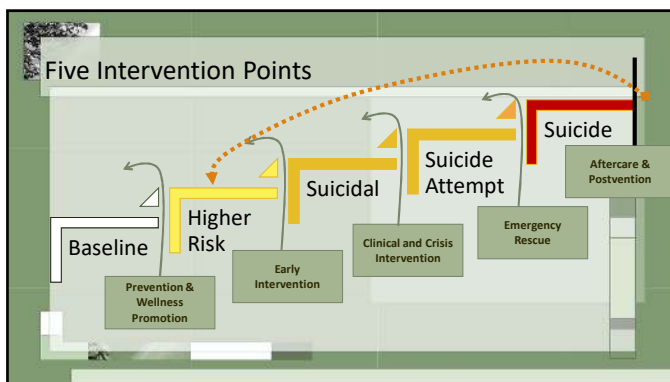 Five Intervention Points
Suicide
Suicide
Attempt
Suicidal
Higher
Risk
Baseline
Aftercare &
Postvention
Emergency
Rescue
Clinical and Crisis
Intervention
Early
Intervention
Prevention &
Wellness
Promotion